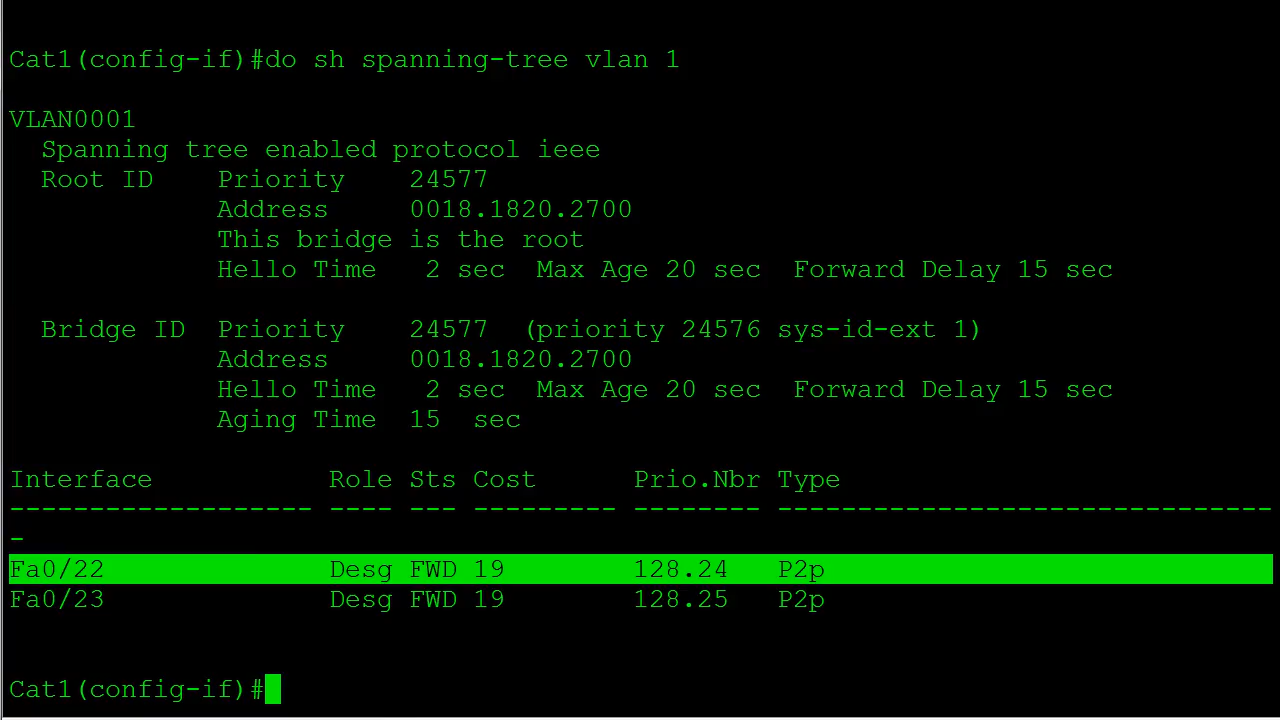 Cat1(config-if)#do sh spanning-tree vlan 1
VLAN0001
  Spanning tree enabled protocol ieee
  Root ID    Priority    24577
             Address     0018.1820.2700
             This bridge is the root
             Hello Time   2 sec  Max Age 20 sec  Forward Delay 15 sec
  Bridge ID  Priority    24577  (priority 24576 sys-id-ext 1)
             Address     0018.1820.2700
             Hello Time   2 sec  Max Age 20 sec  Forward Delay 15 sec
             Aging Time  15  sec
Interface           Role Sts Cost      Prio.Nbr Type
------------------- ---- --- --------- -------- -------------------------------
-
Fa0/22              Desg FWD 19        128.24   P2p
Fa0/23              Desg FWD 19        128.25   P2p
Cat1(config-if)#